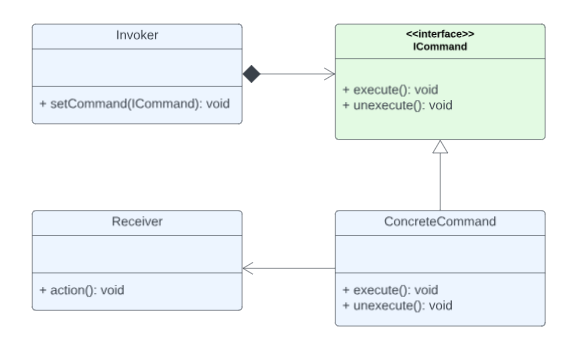 Invoker
+ setCommand(ICommand): void
<<interface>>
ICommand
+ execute(): void
+ unexecute(): void
Receiver
+ action(): void
ConcreteCommand
+ execute(): void
+ unexecute(): void